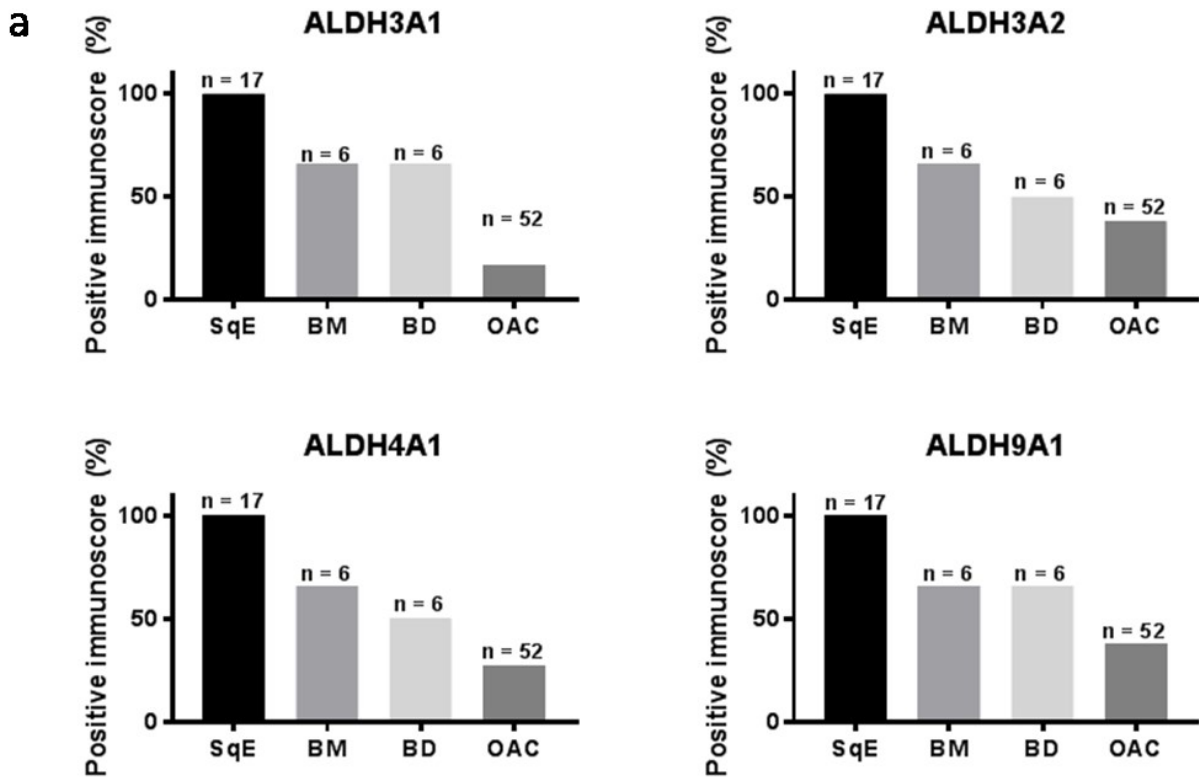 a
ALDH3A1
Positive immunoscore (%)
100
50
0
n = 17
n = 6
n = 6
n = 52
SqE BM BD OAC
ALDH3A2
Positive immunoscore (%)
100
50
0
n = 17
n = 6
n = 6
n = 52
SqE BM BD OAC
ALDH4A1
Positive immunoscore (%)
100
50
0
n = 17
n = 6
n = 6
n = 52
SqE BM BD OAC
ALDH9A1
Positive immunoscore (%)
100
50
0
n = 17
n = 6
n = 6
n = 52
SqE BM BD OAC